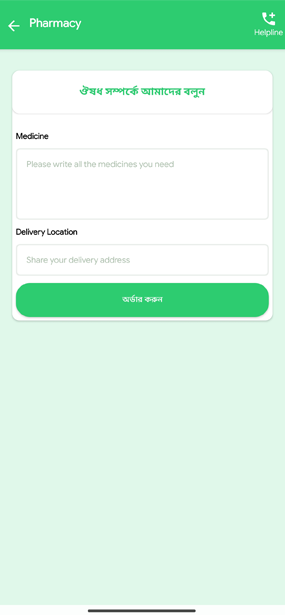 Pharmacy
Helpline
ঔষধ সম্পর্কে আমাদের বলুন
Medicine
Please write all the medicines you need
Delivery Location
Share your delivery address
অর্ডার করুন